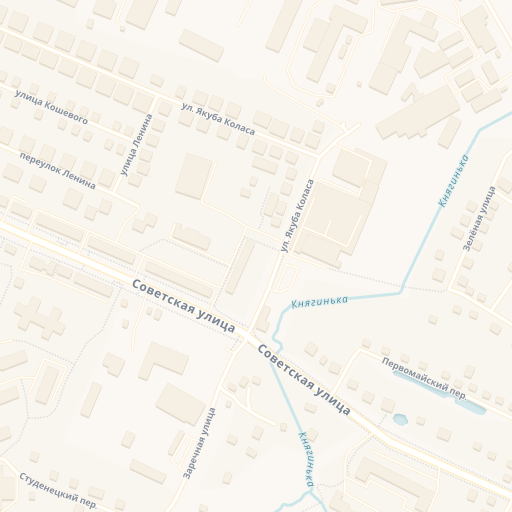 улица Кошевого
ул. Якуба Коласа
улица Ленина
переулок Ленина
Княгинька
Зелёная улица
ул. Якуба Коласа
Советская улица
Княгинька
Советская улица
Первомайский пер.
Заречная улица
Княгинька
Студенецкий пер.